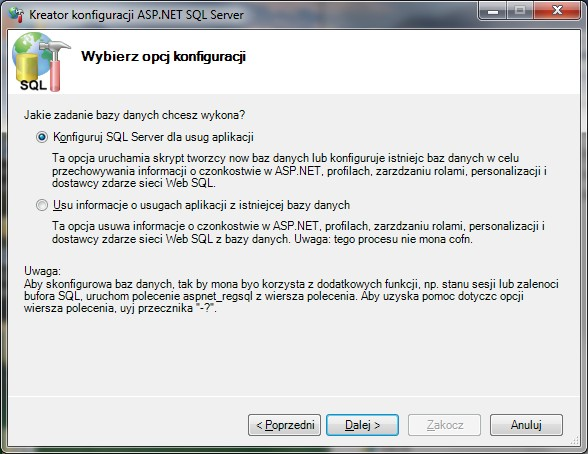 Kreator konfiguracji ASP.NET SQL Server
SQL
Wybierz opcj konfiguracji
Jakie zadanie bazy danych chcesz wykona?
Konfiguruj SQL Server dla usug aplikacji
Ta opcja uruchamia skrypt tworzcy now baz danych lub konfiguruje istniejc baz danych w celu
przechowywania informacji o czonkostwie w ASP.NET, profilach, zarzdzaniu rolami, personalizacji i
dostawcy zdarze sieci Web SQL.
Usu informacje o usugach aplikacji z istniejcej bazy danych
Ta opcja usuwa informacje o czonkostwie w ASP.NET, profilach, zarzdzaniu rolami, personalizacji i
dostawcy zdarze sieci Web SQL z bazy danych. Uwaga: tego procesu nie mona cofn.
Uwaga:
Aby skonfigurowa baz danych, tak by mona byo korzysta z dodatkowych funkcji, np. stanu sesji lub zalenoci
bufora SQL, uruchom polecenie aspnet_regsql z wiersza polecenia. Aby uzyska pomoc dotyczc opcji
wiersza polecenia, uyj przecznika "-?".
< Poprzedni
Dalej >
Zakocz
Anuluj